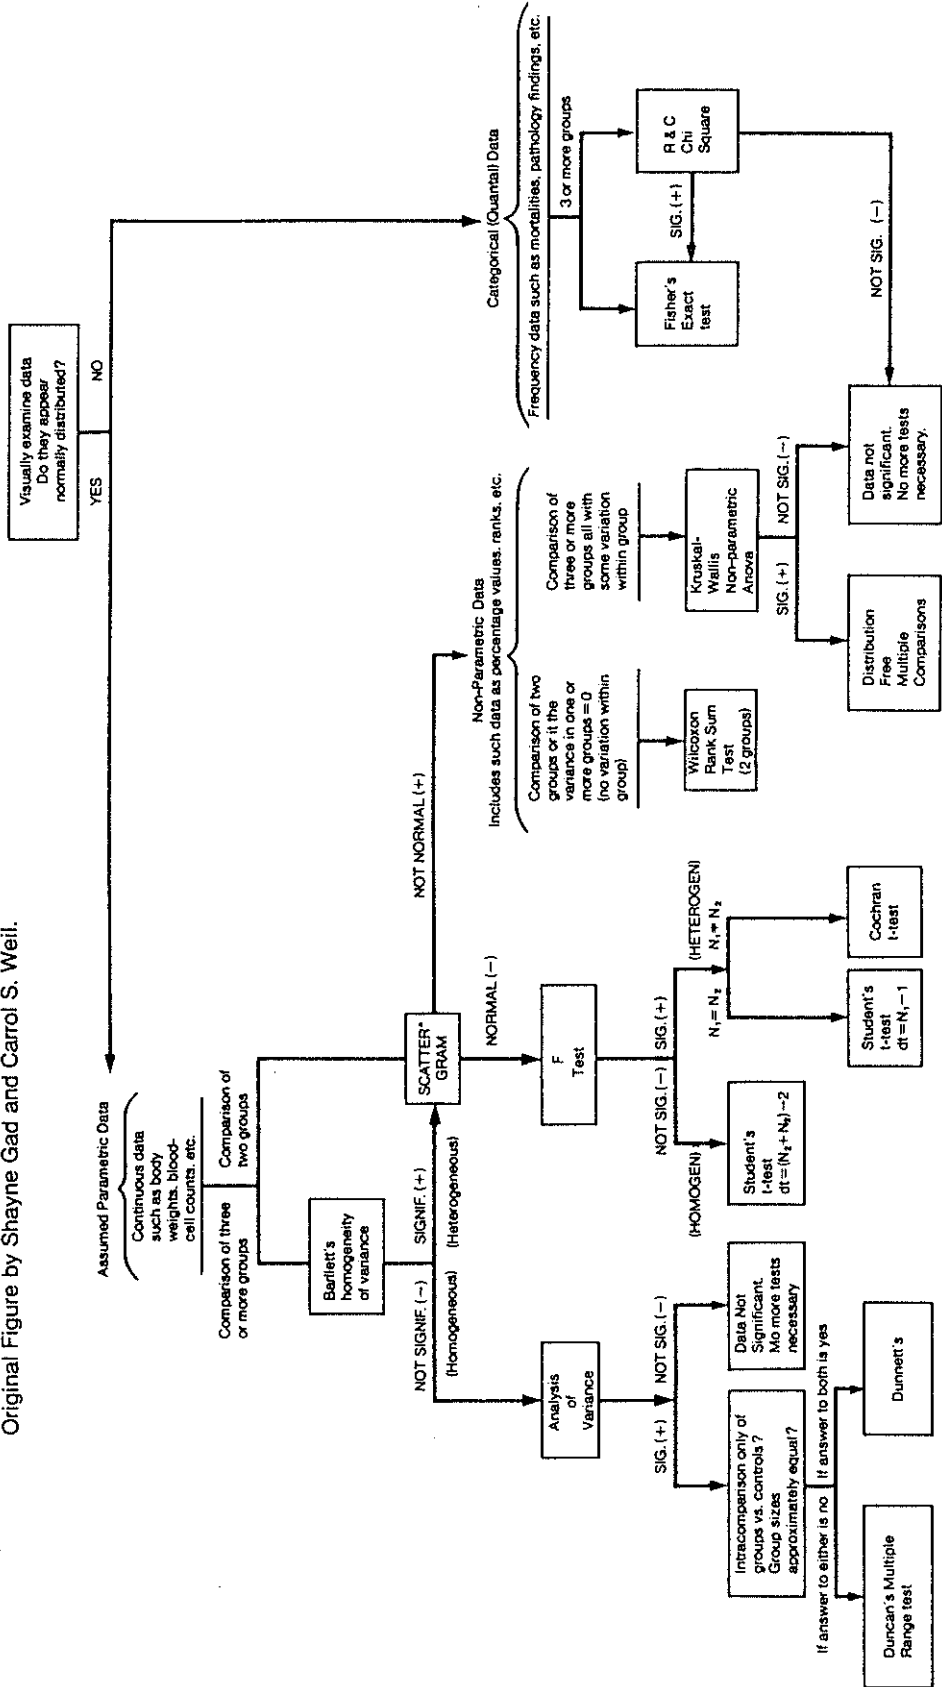 Original Figure by Shayne Gad and Carrol S. Weil.
Visually examine data
Do they appear
normally distributed?
YES
NO
Assumed Parametric Data
Continuous data
such as body
weights. blood-
cell counts. etc.
Comparison of three
or more groups
Comparison of
two groups
Bartlett's
homogeneity
of variance
NOT SIGNIF. (−)
(Homogeneous)
SIGNIF. (+)
(Heterogeneous)
SCATTER*
GRAM
NOT NORMAL (+)
NORMAL (−)
Analysis
of
Variance
SIG. (+)
NOT SIG. (−)
Intracomparison only of
groups vs. controls?
Group sizes
approximately equal?
Data Not
Significant.
Mo more tests
necessary
If answer to either is no
If answer to both is yes
Duncan's Multiple
Range test
Dunnett's
F
Test
NOT SIG. (−)
(HOMOGEN)
SIG. (+)
(HETEROGEN)
Student's
t-test
dt = (N₂ + N₂) − 2
N₁ = N₂
N₁ ≠ N₂
Student's
t-test
dt = N₁ − 1
Cochran
t-test
Non-Parametric Data
Includes such data as percentage values. ranks. etc.
Comparison of two
groups or it the
variance in one or
more groups = 0
(no variation within
group)
Comparison of
three or more
groups all with
some variation
within group
Wilcoxon
Rank Sum
Test
(2 groups)
Kruskal-
Wallis
Non-parametric
Anova
SIG. (+)
NOT SIG. (−)
Distribution
Free
Multiple
Comparisons
Data not
significant.
No more tests
necessary.
Categorical (Quantal) Data
Frequency data such as mortalities, pathology findings, etc.
3 or more groups
Fisher's
Exact
test
SIG. (+)
R & C
Chi
Square
NOT SIG. (−)